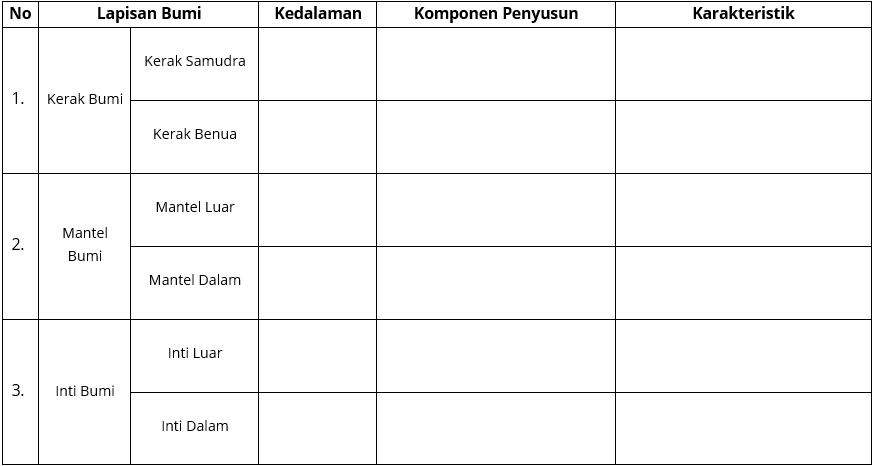 No Lapisan Bumi Kedalaman Komponen Penyusun Karakteristik
1. Kerak Bumi Kerak Samudra
Kerak Benua
2. Mantel Bumi Mantel Luar
Mantel Dalam
3. Inti Bumi Inti Luar
Inti Dalam